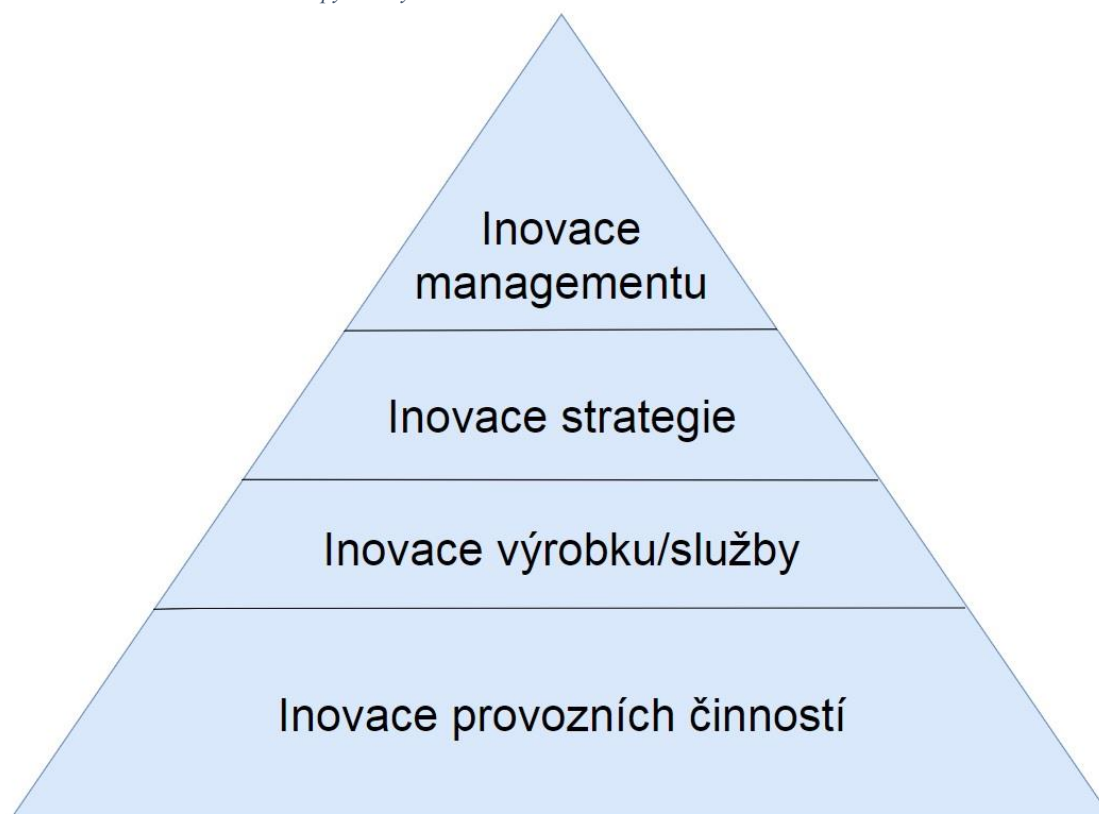 Inovace
managementu
Inovace strategie
Inovace výrobku/služby
Inovace provozních činností